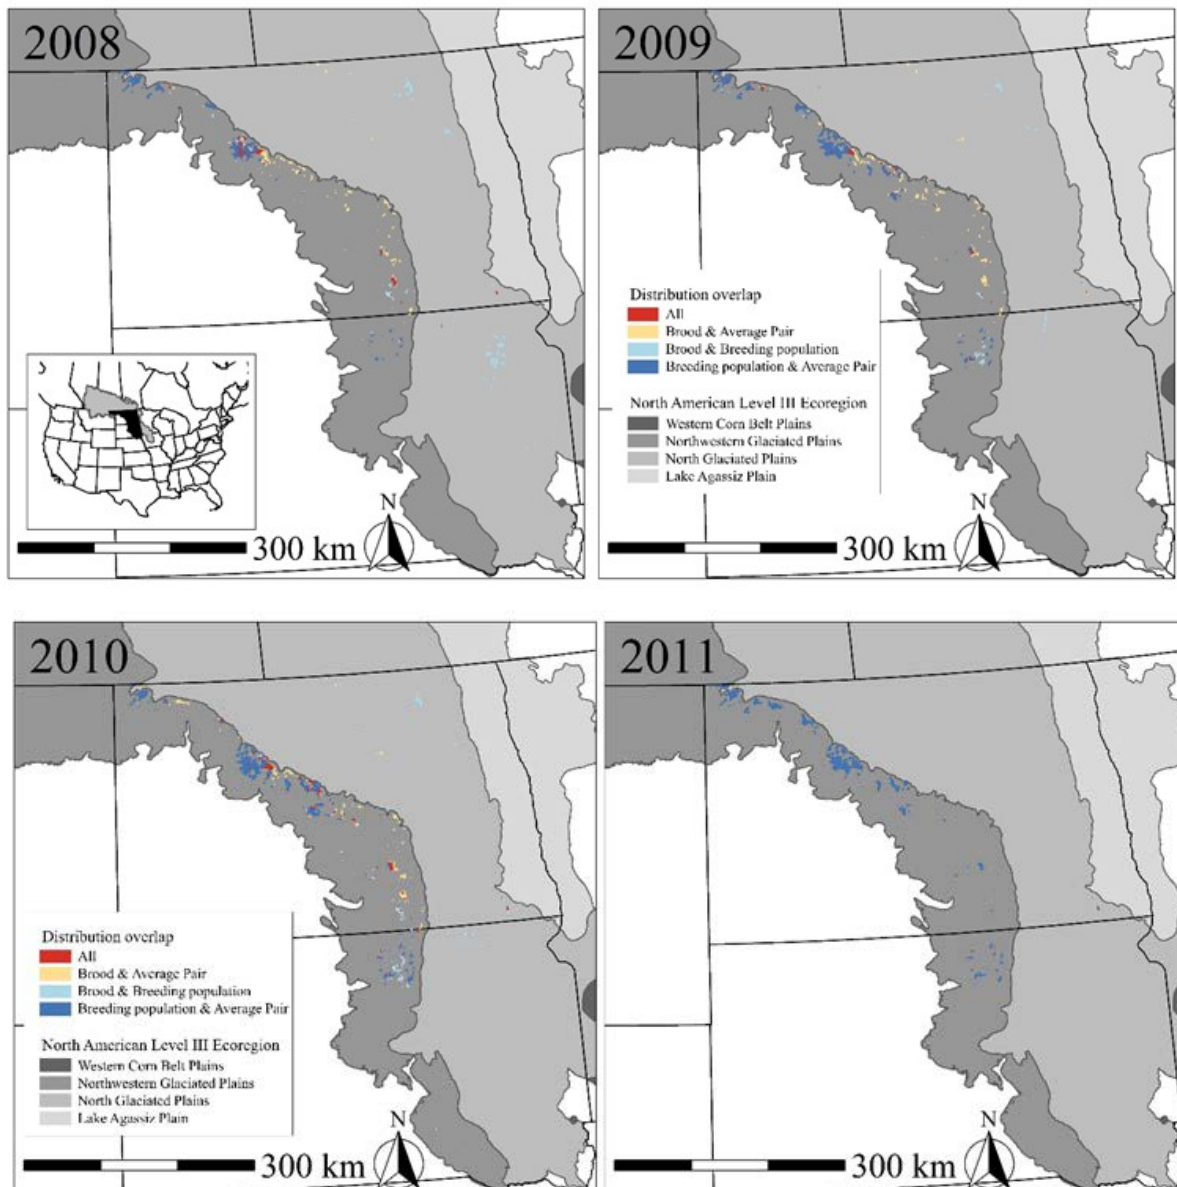 2008
N
300 km
2009
Distribution overlap
All
Brood & Average Pair
Brood & Breeding population
Breeding population & Average Pair
North American Level III Ecoregion
Western Corn Belt Plains
Northwestern Glaciated Plains
North Glaciated Plains
Lake Agassiz Plain
N
300 km
2010
Distribution overlap
All
Brood & Average Pair
Brood & Breeding population
Breeding population & Average Pair
North American Level III Ecoregion
Western Corn Belt Plains
Northwestern Glaciated Plains
North Glaciated Plains
Lake Agassiz Plain
N
300 km
2011
N
300 km